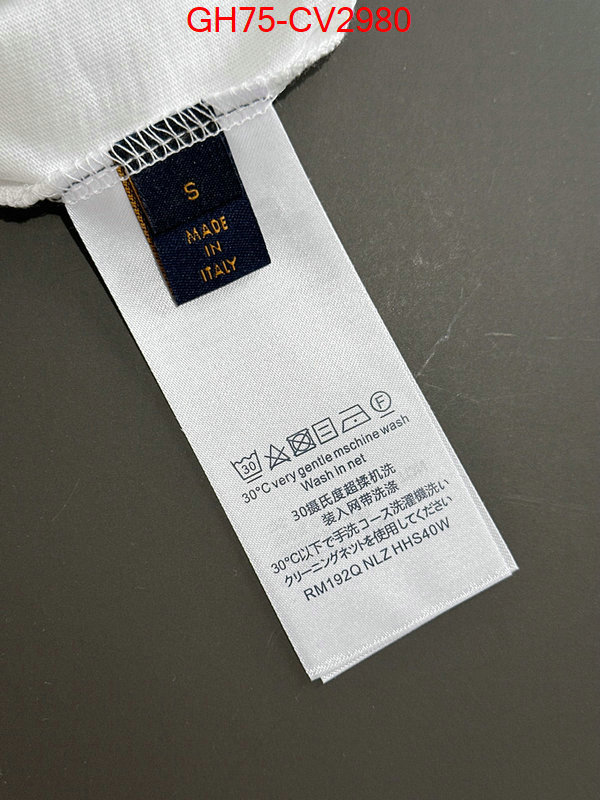 GH75-CV2980
S
MADE
IN
ITALY
30
F
30°C very gentle mschine wash
Wash in net
30摄氏度超揉机洗
装入网带洗涤
30°C以下で手洗コース洗濯機洗い
クリーニングネットを使用してください
RM192Q NLZ HHS40W